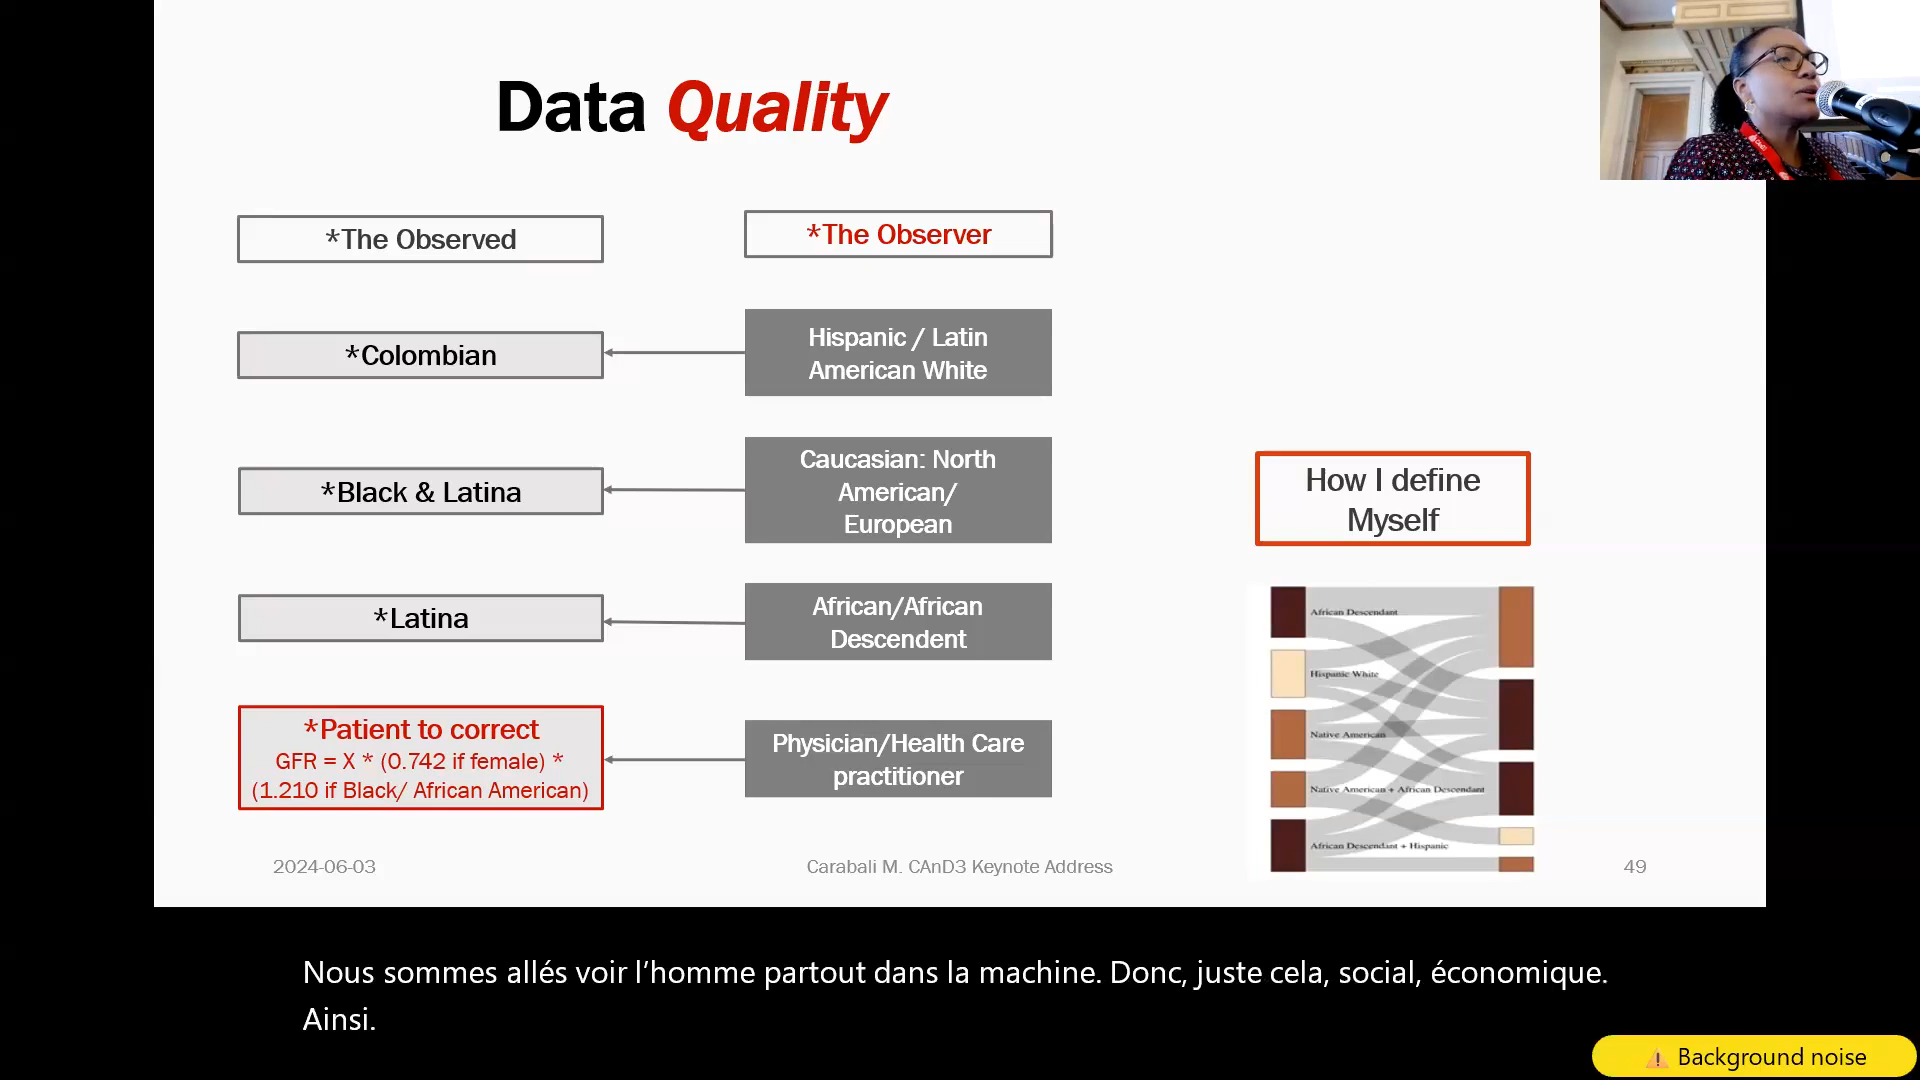 Data Quality
*The Observed
*The Observer
*Colombian
Hispanic / Latin
American White
*Black & Latina
Caucasian: North
American/
European
*Latina
African/African
Descendent
*Patient to correct
GFR = X * (0.742 if female) *
(1.210 if Black/ African American)
Physician/Health Care
practitioner
How I define
Myself
African Descendant
Hispanic White
Native American
Native American + African Descendant
African Descendant + Hispanic
2024-06-03
Carabali M. CAnD3 Keynote Address
49
Nous sommes allés voir l’homme partout dans la machine. Donc, juste cela, social, économique.
Ainsi.
Background noise